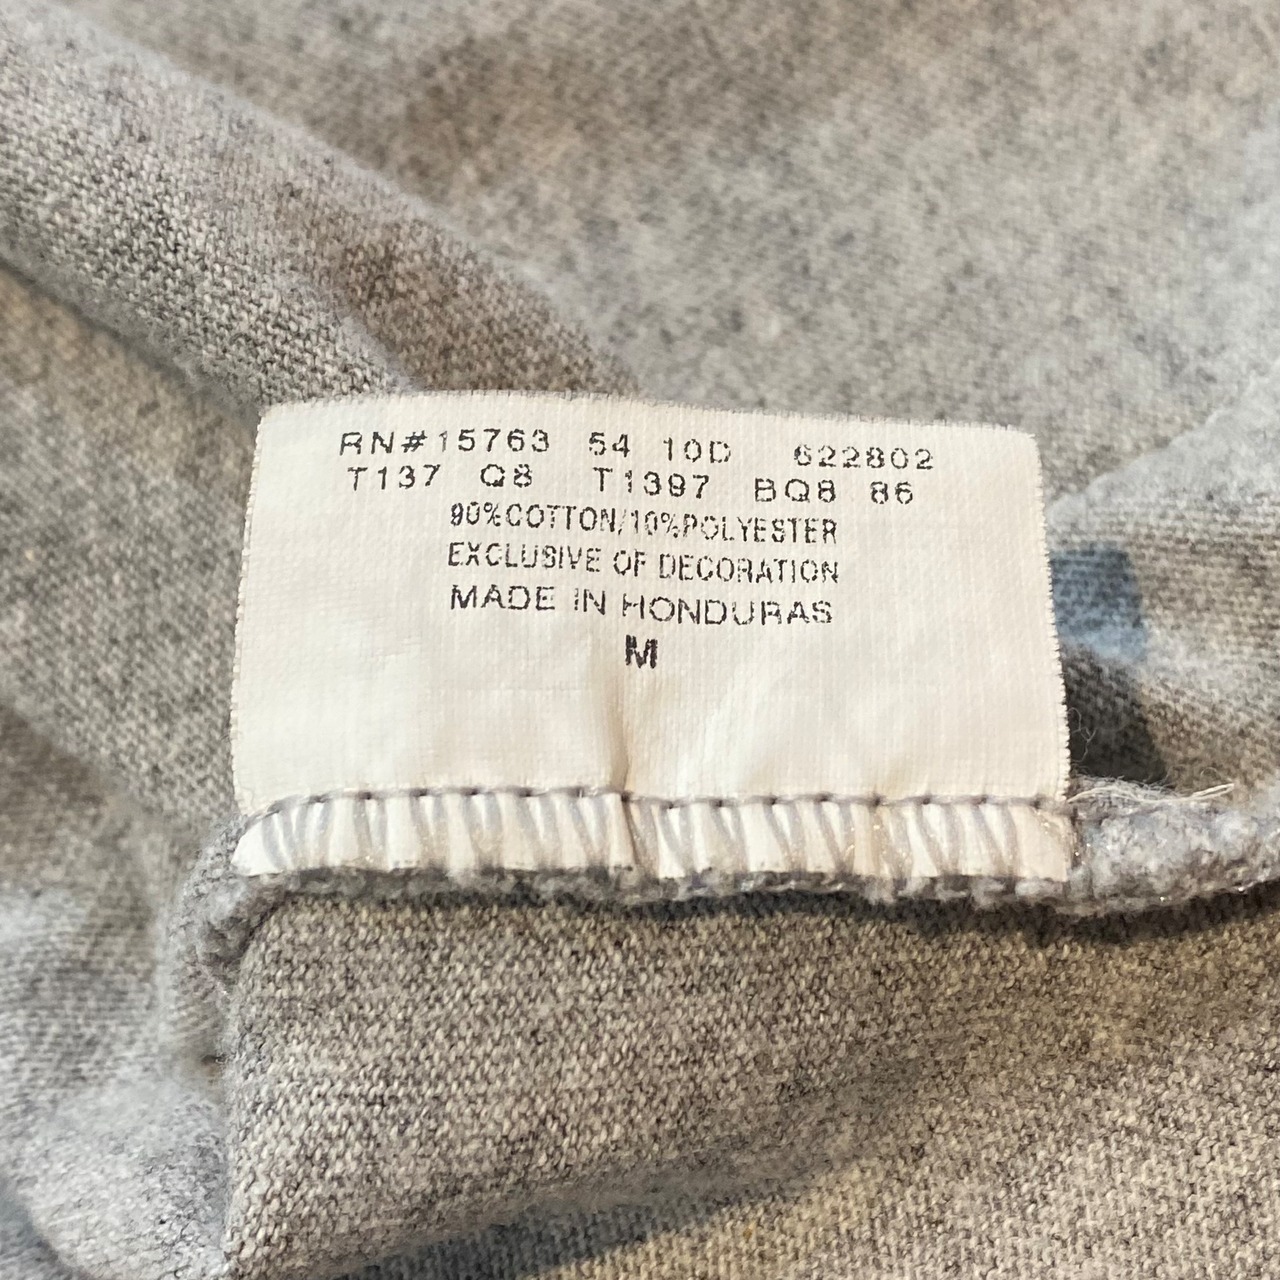 RN#15763 54 10D 622802
T137 Q8 T1397 BQ8 86
90%COTTON/10%POLYESTER
EXCLUSIVE OF DECORATION
MADE IN HONDURAS
M